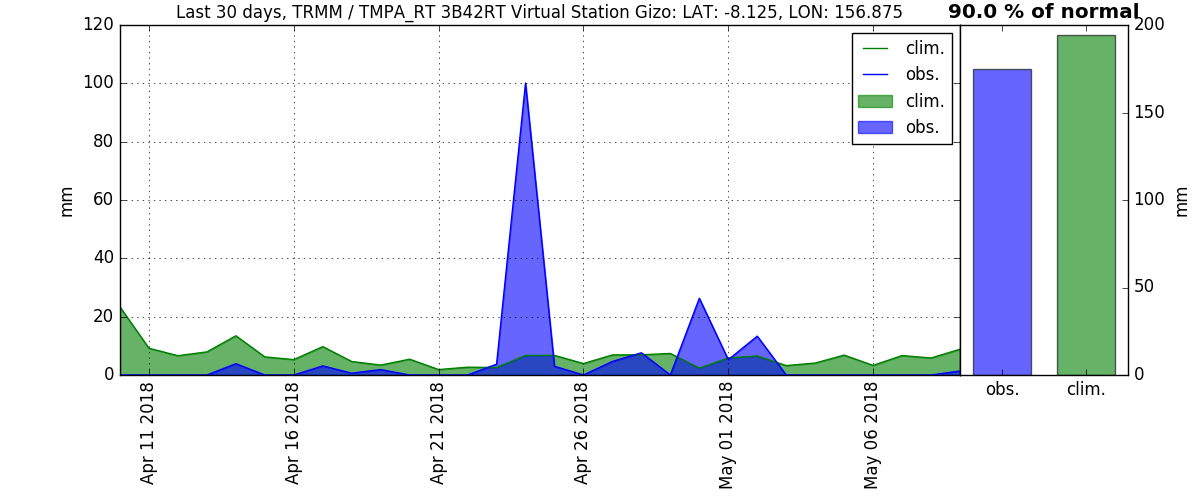 Last 30 days, TRMM / TMPA_RT 3B42RT Virtual Station Gizo: LAT: -8.125, LON: 156.875
90.0 % of normal
120
100
80
60
40
20
0
mm
clim.
obs.
clim.
obs.
200
150
100
50
0
mm
obs.
clim.
Apr 11 2018
Apr 16 2018
Apr 21 2018
Apr 26 2018
May 01 2018
May 06 2018